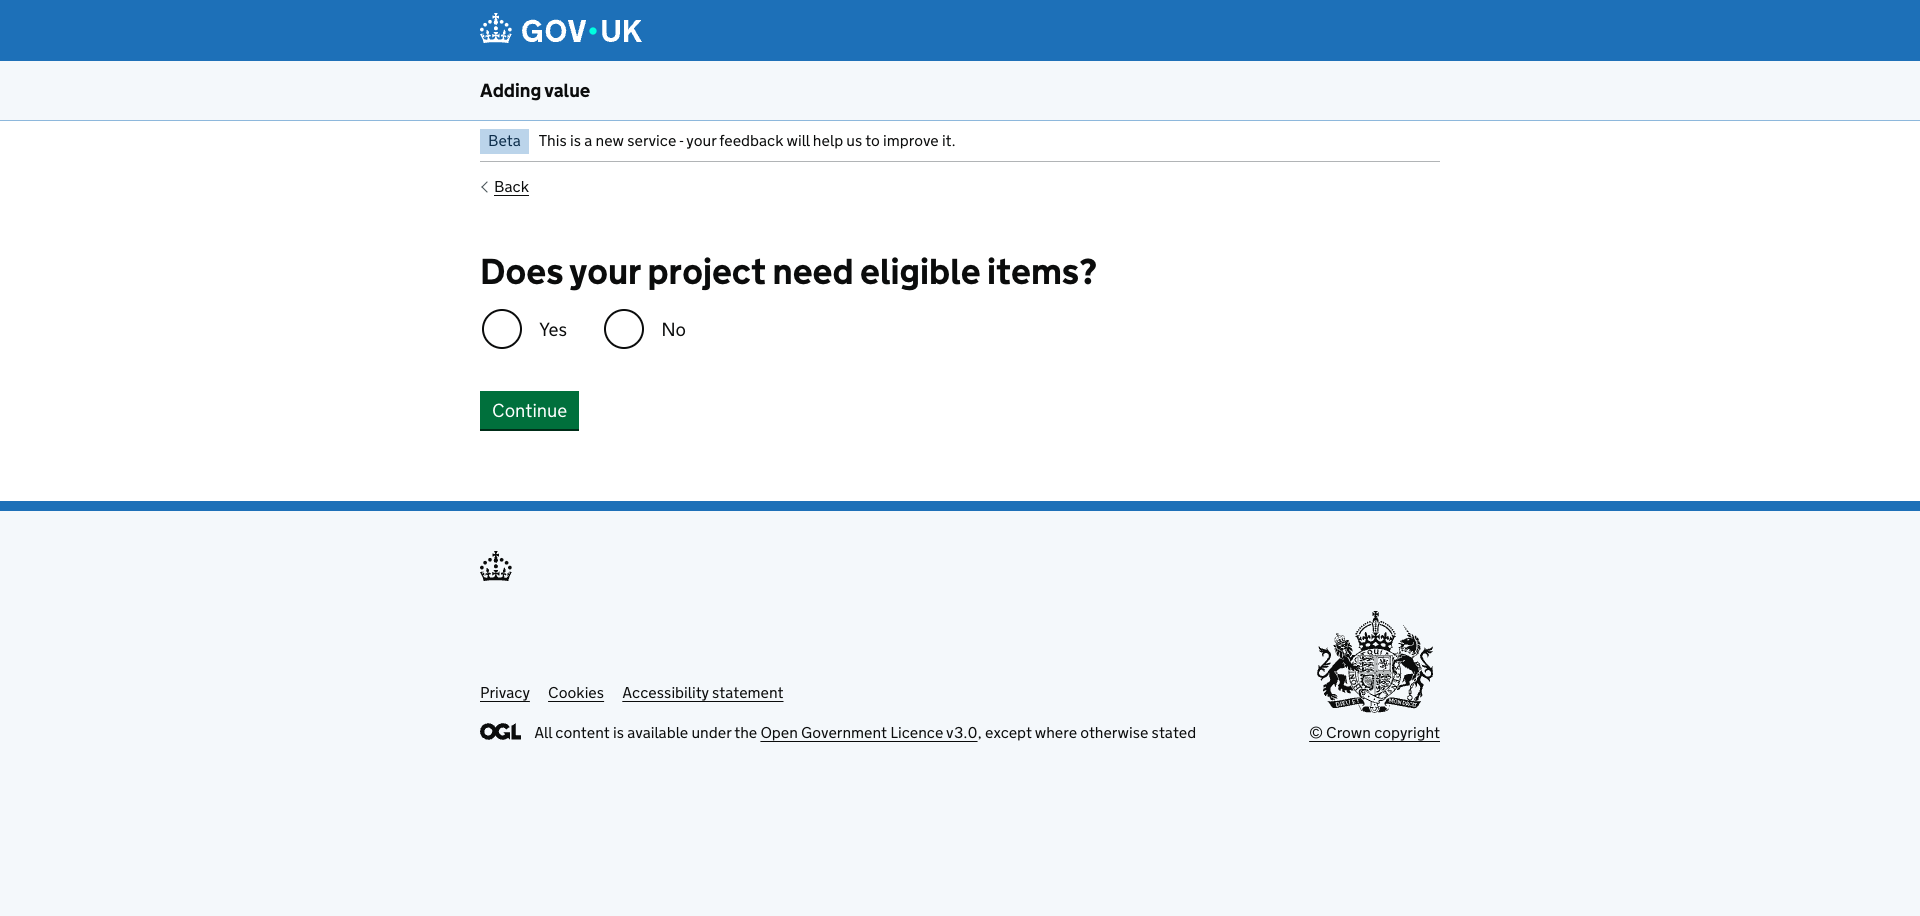 GOV·UK
Adding value
Beta This is a new service - your feedback will help us to improve it.
Back
Does your project need eligible items?
Yes No
Continue
Privacy Cookies Accessibility statement
OGL All content is available under the Open Government Licence v3.0, except where otherwise stated
© Crown copyright